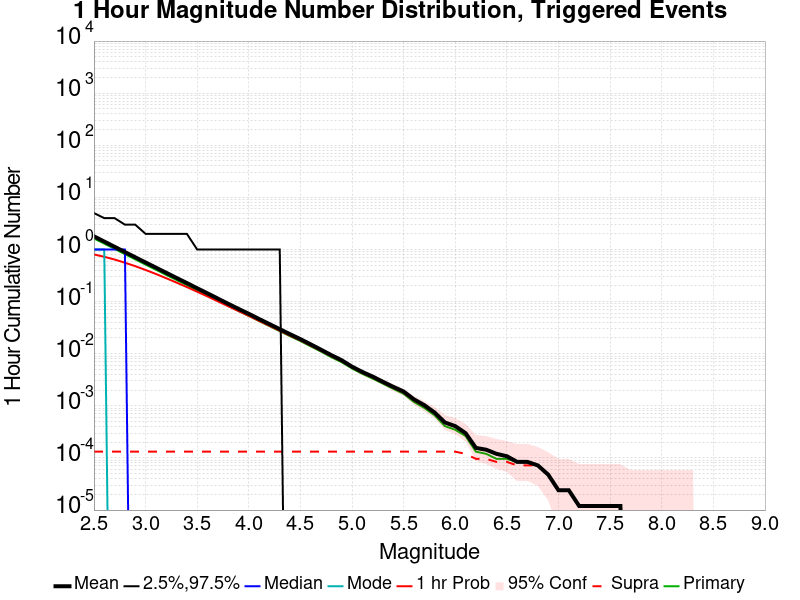 1 Hour Magnitude Number Distribution, Triggered Events
10 4
10 3
10 2
10 1
10 0
10 -1
10 -2
10 -3
10 -4
10 -5
1 Hour Cumulative Number
2.5 3.0 3.5 4.0 4.5 5.0 5.5 6.0 6.5 7.0 7.5 8.0 8.5 9.0
Magnitude
Mean 2.5%,97.5% Median Mode 1 hr Prob 95% Conf Supra Primary